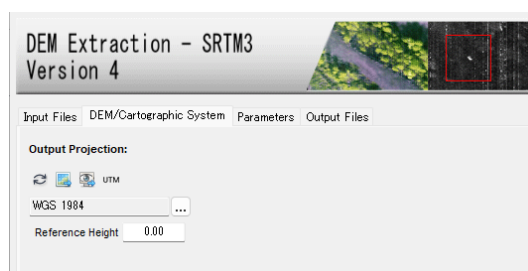 DEM Extraction - SRTM3
Version 4
Input Files DEM/Cartographic System Parameters Output Files
Output Projection:
UTM
WGS 1984 ...
Reference Height 0.00